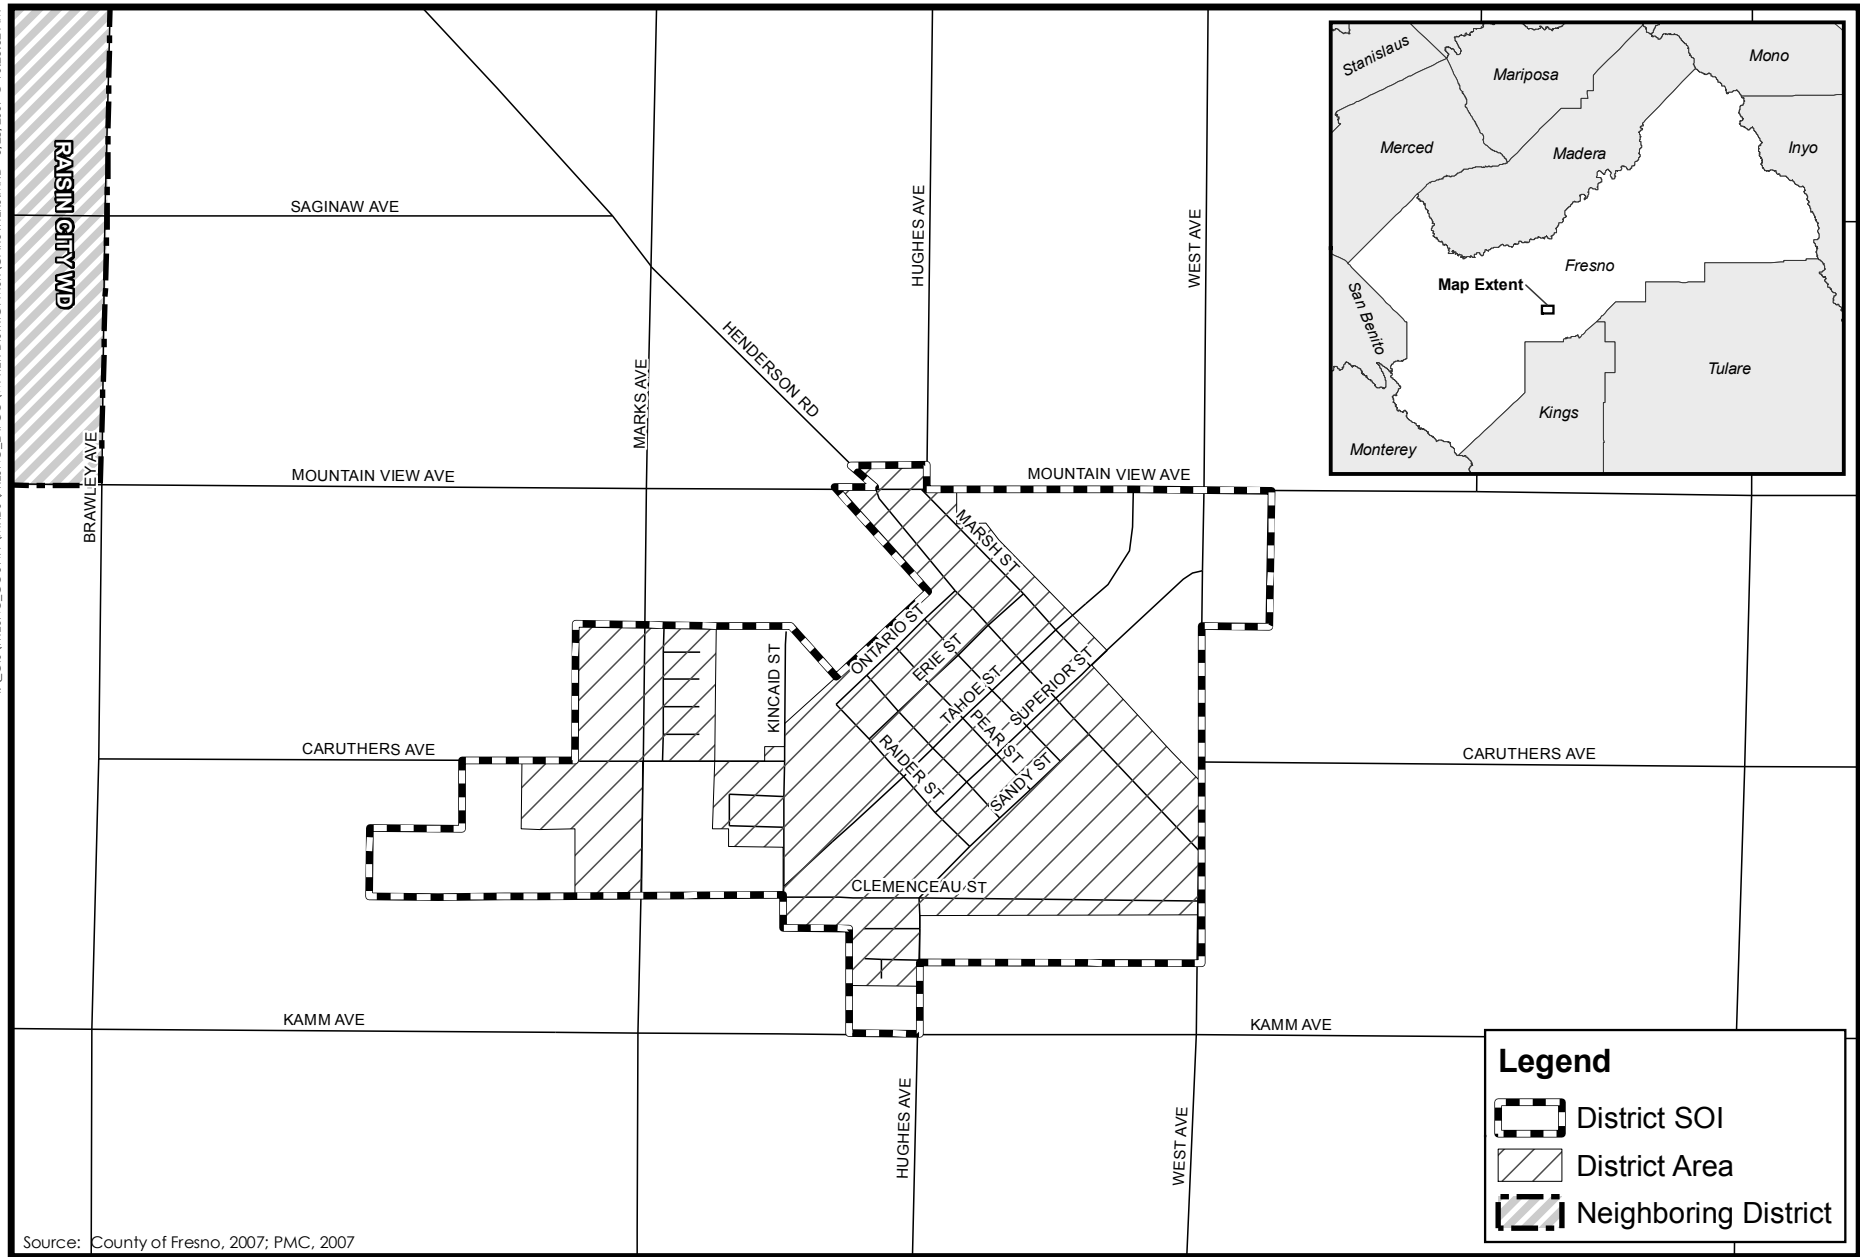 Stanislaus
Mariposa
Mono
Merced
Madera
Inyo
Fresno
Map Extent
San Benito
Tulare
Kings
Monterey
RAISIN CITY WD
SAGINAW AVE
HUGHES AVE
WEST AVE
HENDERSON RD
MARKS AVE
BRAWLEY AVE
MOUNTAIN VIEW AVE
MOUNTAIN VIEW AVE
MARSH ST
ONTARIO ST
ERIE ST
KINCAID ST
TAHOE ST
SUPERIOR ST
PEAR ST
RAIDER ST
SANDY ST
CARUTHERS AVE
CARUTHERS AVE
CLEMENCEAU ST
KAMM AVE
KAMM AVE
HUGHES AVE
WEST AVE
Legend
District SOI
District Area
Neighboring District
Source: County of Fresno, 2007; PMC, 2007